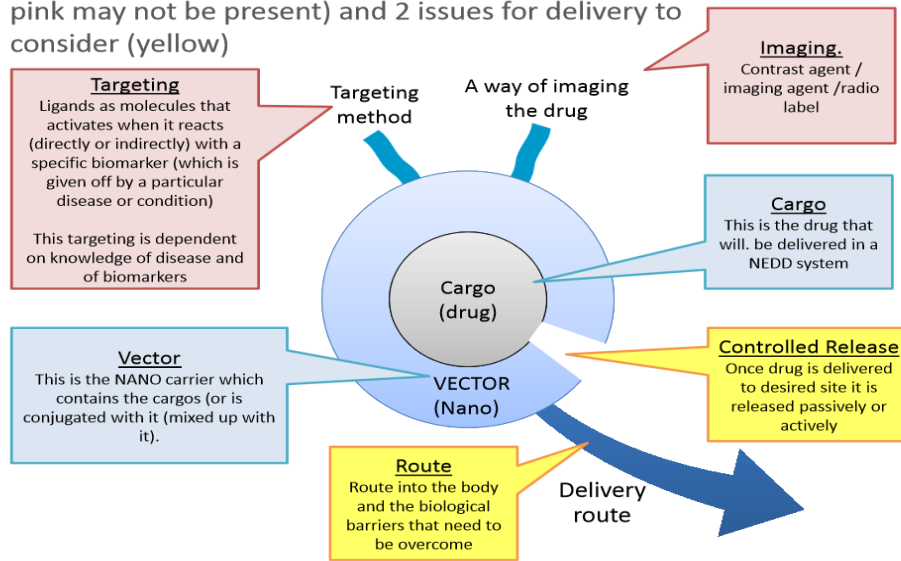 pink may not be present) and 2 issues for delivery to
consider (yellow)
Targeting
Ligands as molecules that
activates when it reacts
(directly or indirectly) with a
specific biomarker (which is
given off by a particular
disease or condition)
This targeting is dependent
on knowledge of disease and
of biomarkers
Targeting
method
A way of imaging
the drug
Imaging.
Contrast agent /
imaging agent /radio
label
Cargo
This is the drug that
will. be delivered in a
NEDD system
Cargo
(drug)
Vector
This is the NANO carrier which
contains the cargos (or is
conjugated with it (mixed up with
it).
VECTOR
(Nano)
Controlled Release
Once drug is delivered
to desired site it is
released passively or
actively
Route
Route into the body
and the biological
barriers that need to
be overcome
Delivery
route